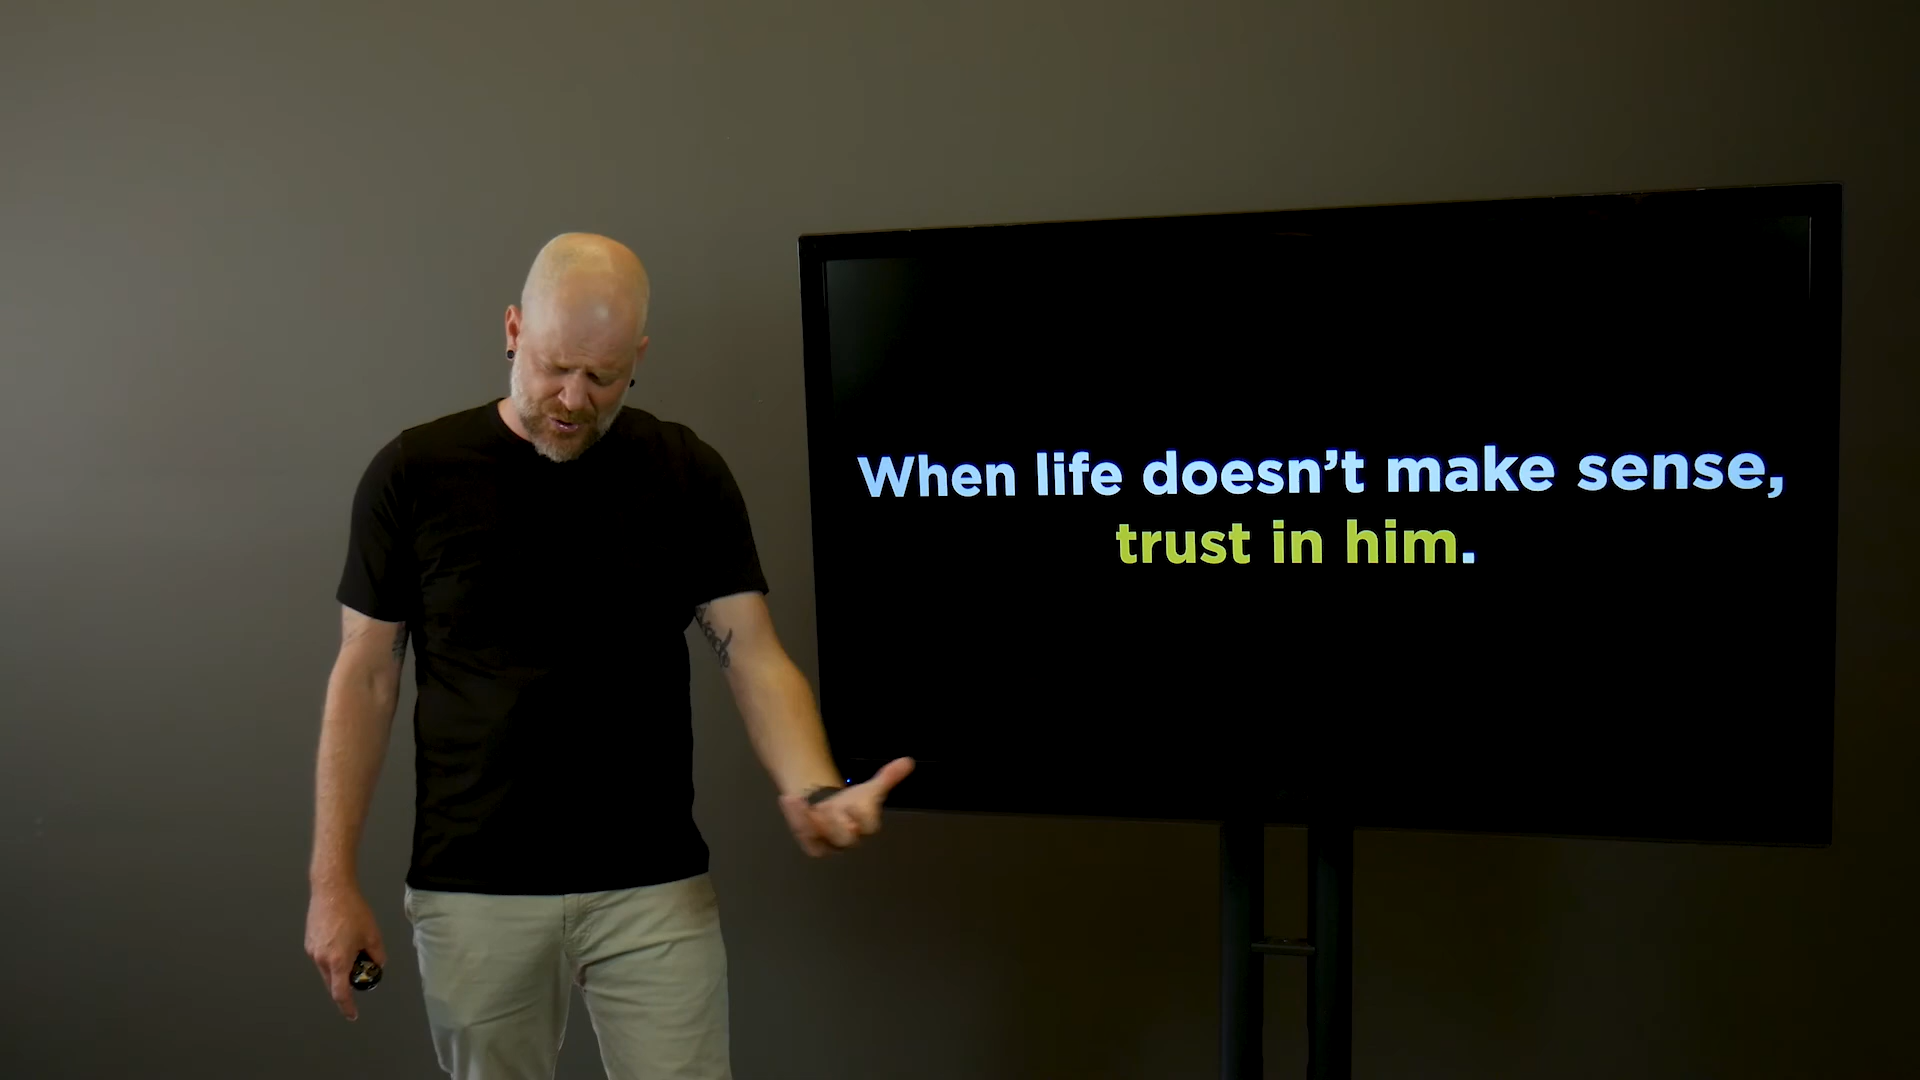 When life doesn’t make sense,
trust in him.